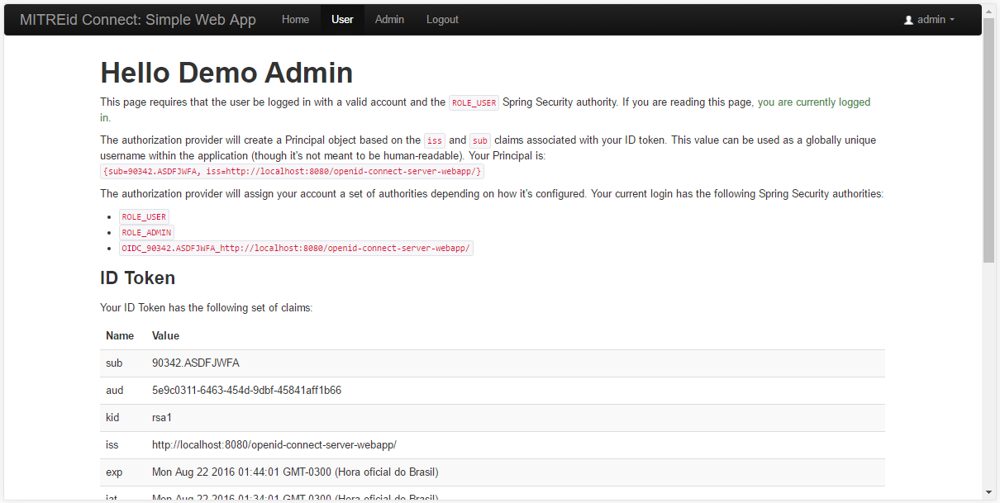 MITREid Connect: Simple Web App Home User Admin Logout admin
Hello Demo Admin
This page requires that the user be logged in with a valid account and the ROLE_USER Spring Security authority. If you are reading this page, you are currently logged
in.
The authorization provider will create a Principal object based on the iss and sub claims associated with your ID token. This value can be used as a globally unique
username within the application (though it's not meant to be human-readable). Your Principal is:
{sub=90342.ASDFJWFA, iss=http://localhost:8080/openid-connect-server-webapp/}
The authorization provider will assign your account a set of authorities depending on how it's configured. Your current login has the following Spring Security authorities:
• ROLE_USER
• ROLE_ADMIN
• OIDC_90342.ASDFJWFA_http://localhost:8080/openid-connect-server-webapp/
ID Token
Your ID Token has the following set of claims:
Name Value
sub 90342.ASDFJWFA
aud 5e9c0311-6463-454d-9dbf-45841aff1b66
kid rsa1
iss http://localhost:8080/openid-connect-server-webapp/
exp Mon Aug 22 2016 01:44:01 GMT-0300 (Hora oficial do Brasil)
iat Mon Aug 22 2016 01:34:01 GMT-0300 (Hora oficial do Brasil)